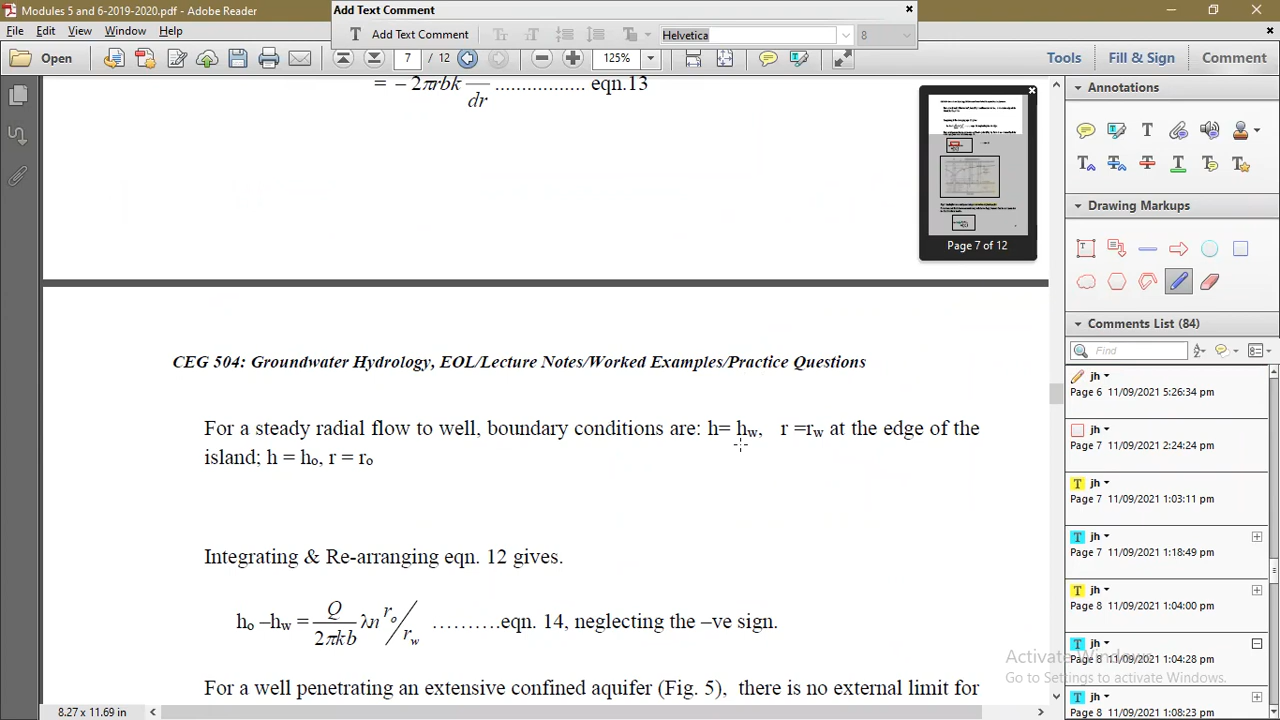 Modules 5 and 6-2019-2020.pdf - Adobe Reader
Add Text Comment
File Edit View Window Help
T Add Text Comment Helvetica 8
Open 7 / 12 125% Tools Fill & Sign Comment
= – 2πrbk dr ................. eqn.13
Page 7 of 12
Annotations
Drawing Markups
Comments List (84)
Find
CEG 504: Groundwater Hydrology, EOL/Lecture Notes/Worked Examples/Practice Questions
For a steady radial flow to well, boundary conditions are: h= hw, r =rw at the edge of the
island; h = ho, r = ro
Integrating & Re-arranging eqn. 12 gives.
ho –hw = Q/2πkb λn ro/rw ……….eqn. 14, neglecting the –ve sign.
For a well penetrating an extensive confined aquifer (Fig. 5), there is no external limit for
jh
Page 6 11/09/2021 5:26:34 pm
jh
Page 7 11/09/2021 2:24:24 pm
T jh
Page 7 11/09/2021 1:03:11 pm
T jh
Page 7 11/09/2021 1:18:49 pm
T jh
Page 8 11/09/2021 1:04:00 pm
T jh
Page 8 11/09/2021 1:04:28 pm
T jh
Page 8 11/09/2021 1:08:23 pm
Activate Windows
Go to Settings to activate Windows.
8.27 x 11.69 in